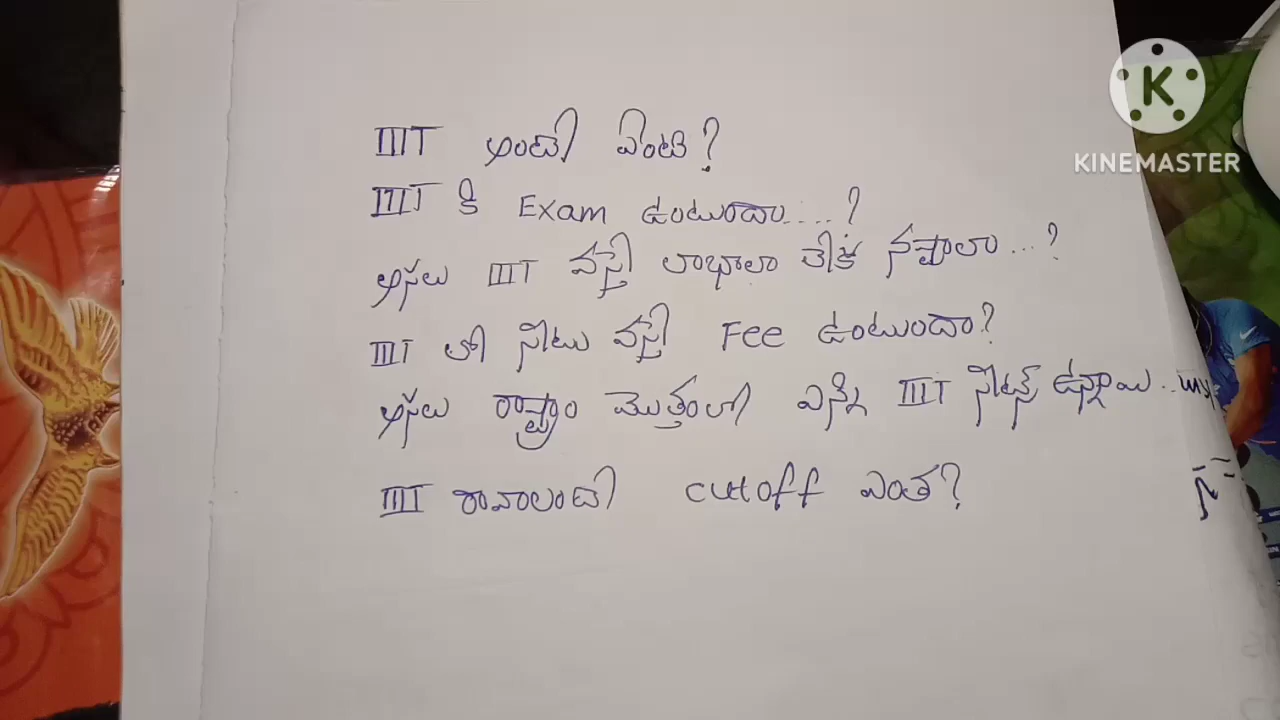 IIIT అంటే ఏంటి?
IIIT కి Exam ఉంటుందా....?
అసలు IIIT వస్తే లాభాలా లేక నష్టాలా...?
IIIT లో సీటు వస్తే Fee ఉంటుందా?
అసలు రాష్ట్రం మొత్తంలో ఎన్ని IIIT సీట్స్ ఉన్నాయి..
IIIT రావాలంటే cutoff ఎంత?
K
KINEMASTER